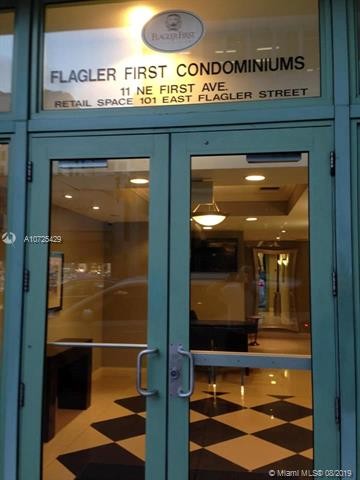 FLAGLER FIRST
FLAGLER FIRST CONDOMINIUMS
11 NE FIRST AVE.
RETAIL SPACE 101 EAST FLAGLER STREET
A10725429
© Miami MLS® 08/2019